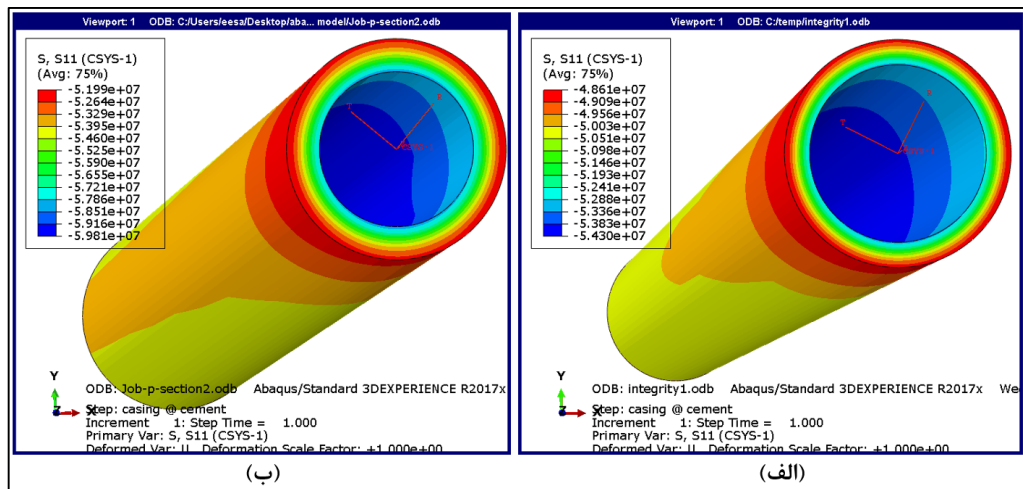 Viewport: 1 ODB: C:/Users/eesa/Desktop/aba... model/Job-p-section2.odb
S, S11 (CSYS-1)
(Avg: 75%)
-5.199e+07
-5.264e+07
-5.329e+07
-5.395e+07
-5.460e+07
-5.525e+07
-5.590e+07
-5.655e+07
-5.721e+07
-5.786e+07
-5.851e+07
-5.916e+07
-5.981e+07
T
R
Y
Z X
ODB: Job-p-section2.odb Abaqus/Standard 3DEXPERIENCE R2017x
Step: casing @ cement
Increment 1: Step Time = 1.000
Primary Var: S, S11 (CSYS-1)
Deformed Var: U Deformation Scale Factor: +1.000e+00
(ب)
Viewport: 1 ODB: C:/temp/integrity1.odb
S, S11 (CSYS-1)
(Avg: 75%)
-4.861e+07
-4.909e+07
-4.956e+07
-5.003e+07
-5.051e+07
-5.098e+07
-5.146e+07
-5.193e+07
-5.241e+07
-5.288e+07
-5.336e+07
-5.383e+07
-5.430e+07
T
R
Y
Z X
ODB: integrity1.odb Abaqus/Standard 3DEXPERIENCE R2017x We
Step: casing @ cement
Increment 1: Step Time = 1.000
Primary Var: S, S11 (CSYS-1)
Deformed Var: U Deformation Scale Factor: +1.000e+00
(الف)